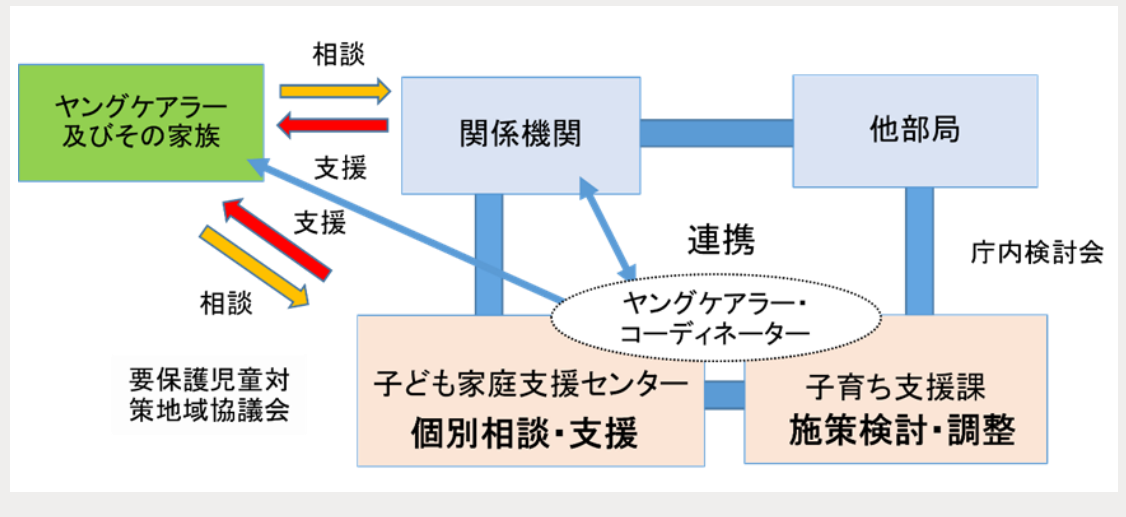 相談
ヤングケアラー
及びその家族
関係機関
他部局
支援
支援
連携
庁内検討会
相談
ヤングケアラー・
コーディネーター
要保護児童対
策地域協議会
子ども家庭支援センター
個別相談・支援
子育ち支援課
施策検討・調整